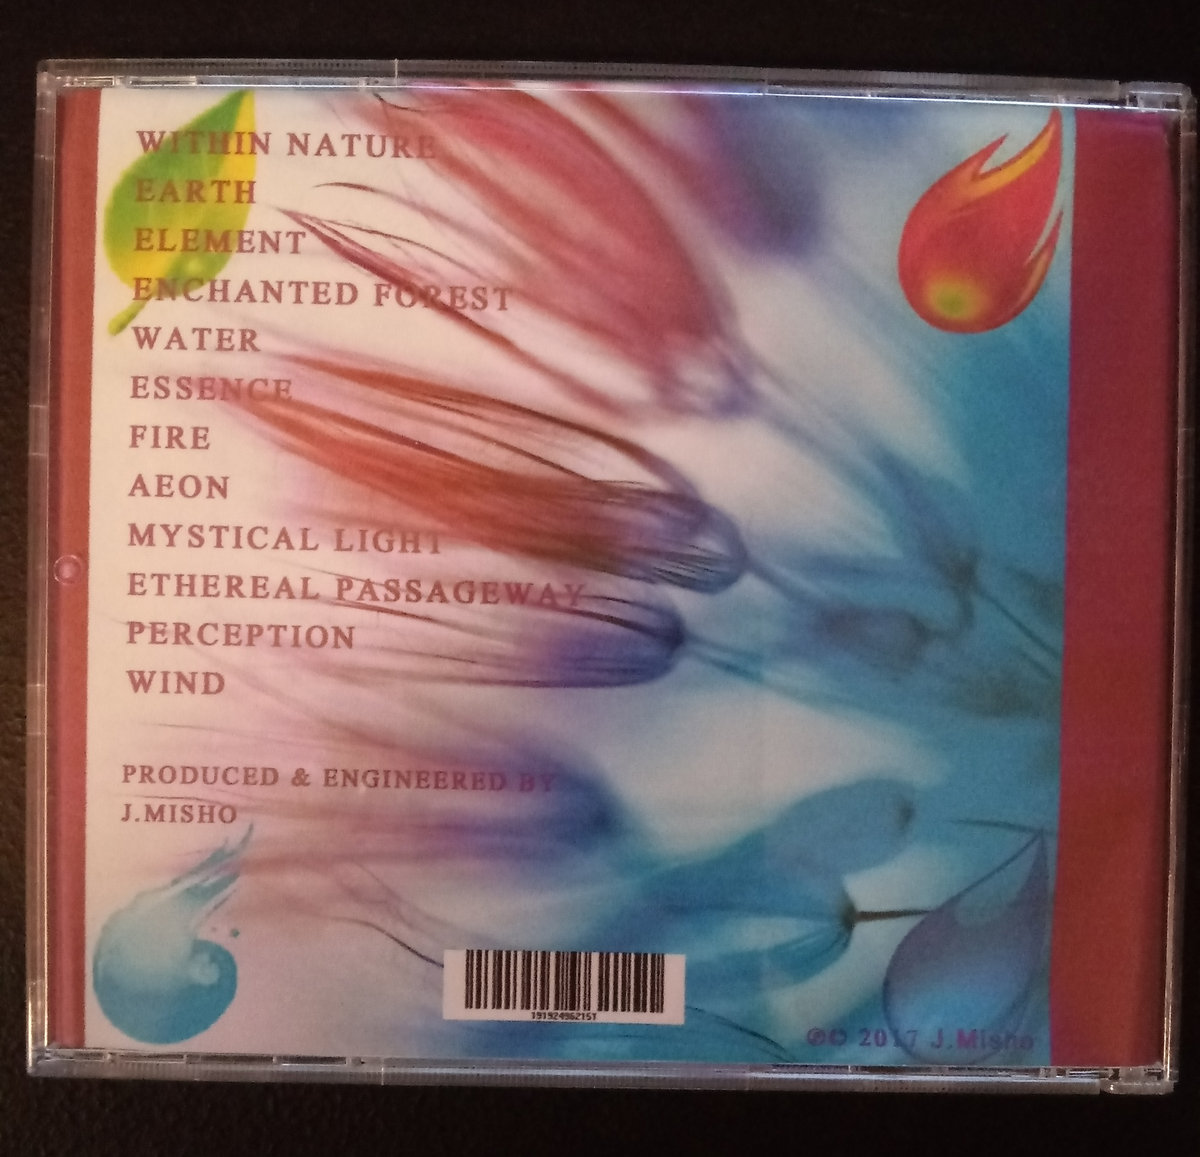 WITHIN NATURE
EARTH
ELEMENT
ENCHANTED FOREST
WATER
ESSENCE
FIRE
AEON
MYSTICAL LIGHT
ETHEREAL PASSAGEWAY
PERCEPTION
WIND
PRODUCED & ENGINEERED BY
J.MISHO
191924962151
℗© 2017 J.Misho